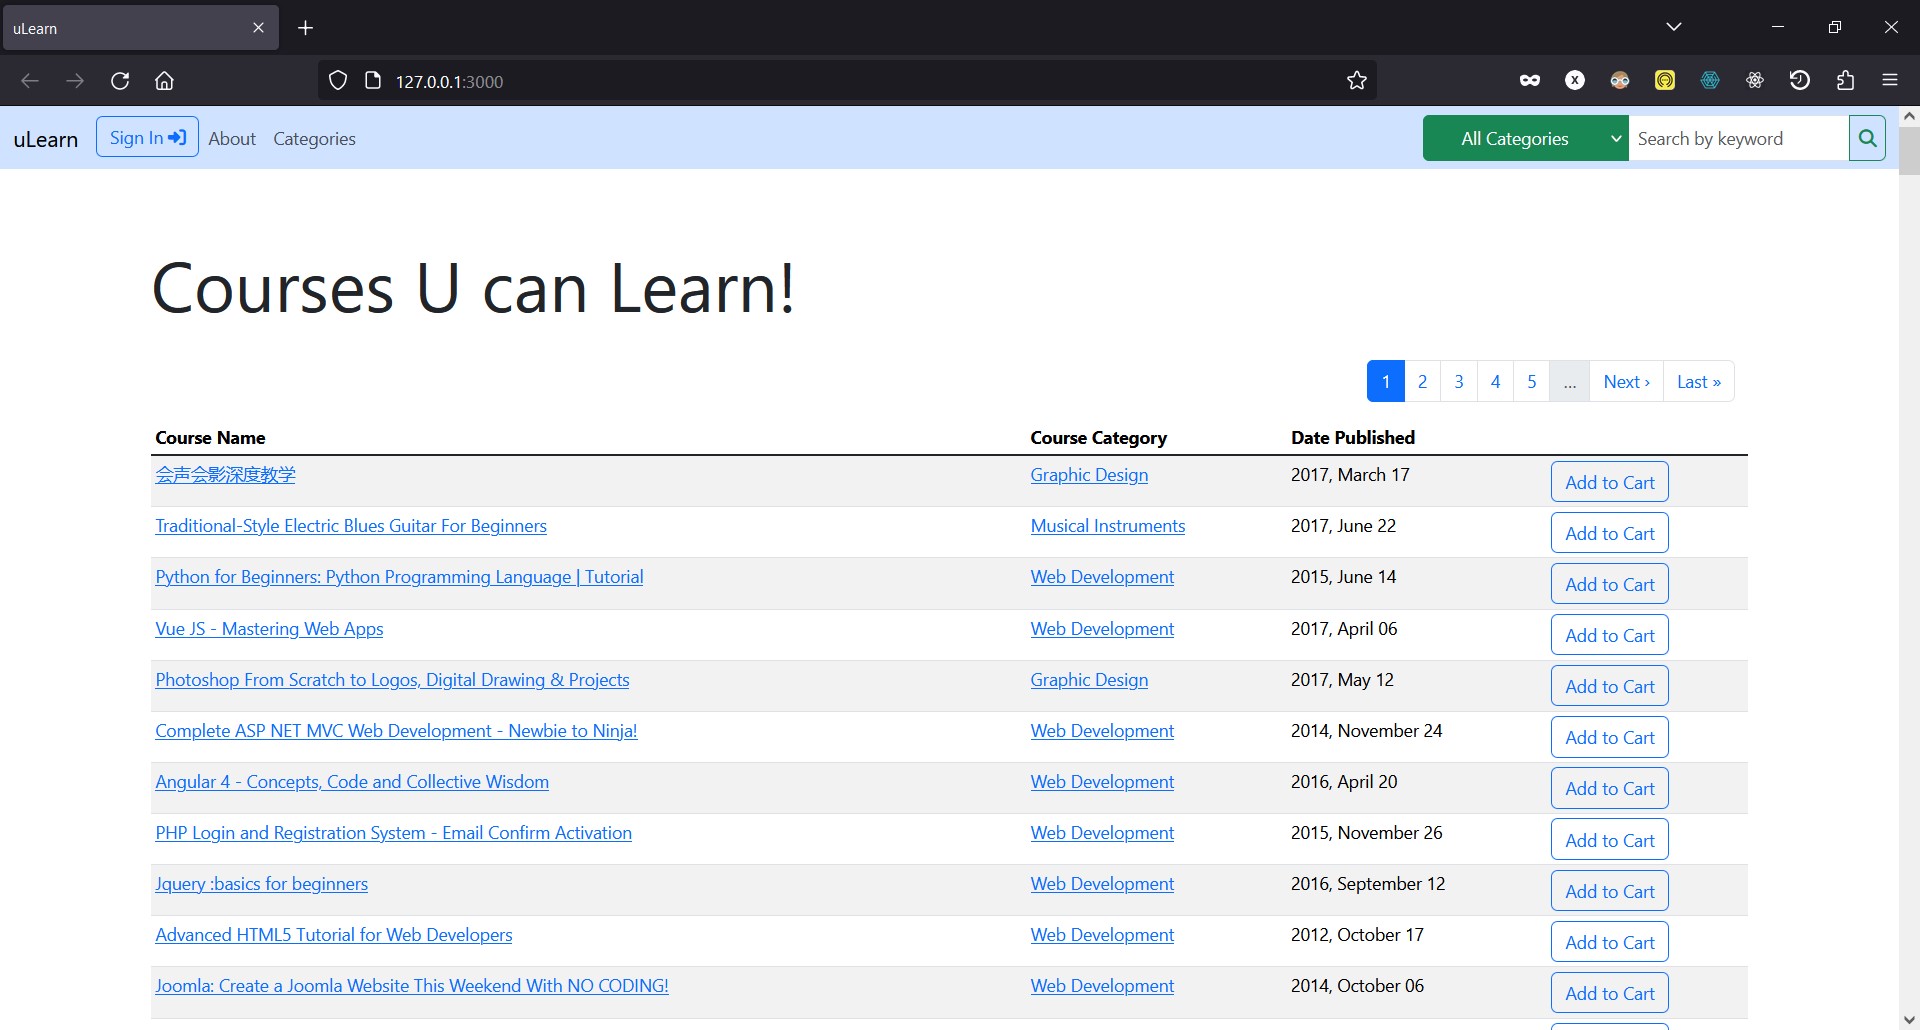 uLearn
127.0.0.1:3000
uLearn Sign In About Categories All Categories Search by keyword
Courses U can Learn!
1 2 3 4 5 ... Next › Last »
Course Name Course Category Date Published
会声会影深度教学 Graphic Design 2017, March 17 Add to Cart
Traditional-Style Electric Blues Guitar For Beginners Musical Instruments 2017, June 22 Add to Cart
Python for Beginners: Python Programming Language | Tutorial Web Development 2015, June 14 Add to Cart
Vue JS - Mastering Web Apps Web Development 2017, April 06 Add to Cart
Photoshop From Scratch to Logos, Digital Drawing & Projects Graphic Design 2017, May 12 Add to Cart
Complete ASP NET MVC Web Development - Newbie to Ninja! Web Development 2014, November 24 Add to Cart
Angular 4 - Concepts, Code and Collective Wisdom Web Development 2016, April 20 Add to Cart
PHP Login and Registration System - Email Confirm Activation Web Development 2015, November 26 Add to Cart
Jquery :basics for beginners Web Development 2016, September 12 Add to Cart
Advanced HTML5 Tutorial for Web Developers Web Development 2012, October 17 Add to Cart
Joomla: Create a Joomla Website This Weekend With NO CODING! Web Development 2014, October 06 Add to Cart